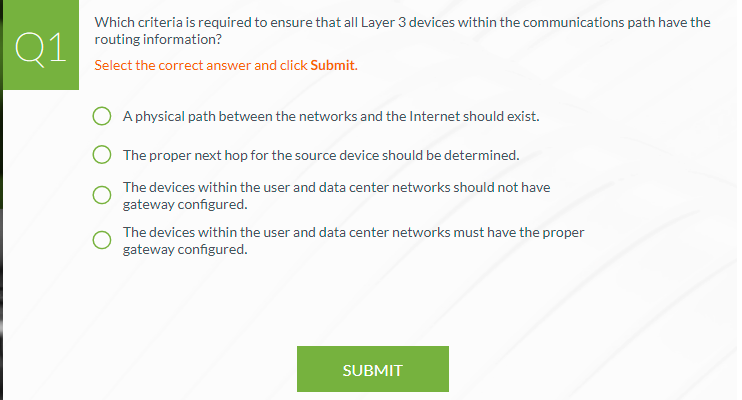 Q1
Which criteria is required to ensure that all Layer 3 devices within the communications path have the
routing information?
Select the correct answer and click Submit.
A physical path between the networks and the Internet should exist.
The proper next hop for the source device should be determined.
The devices within the user and data center networks should not have
gateway configured.
The devices within the user and data center networks must have the proper
gateway configured.
SUBMIT